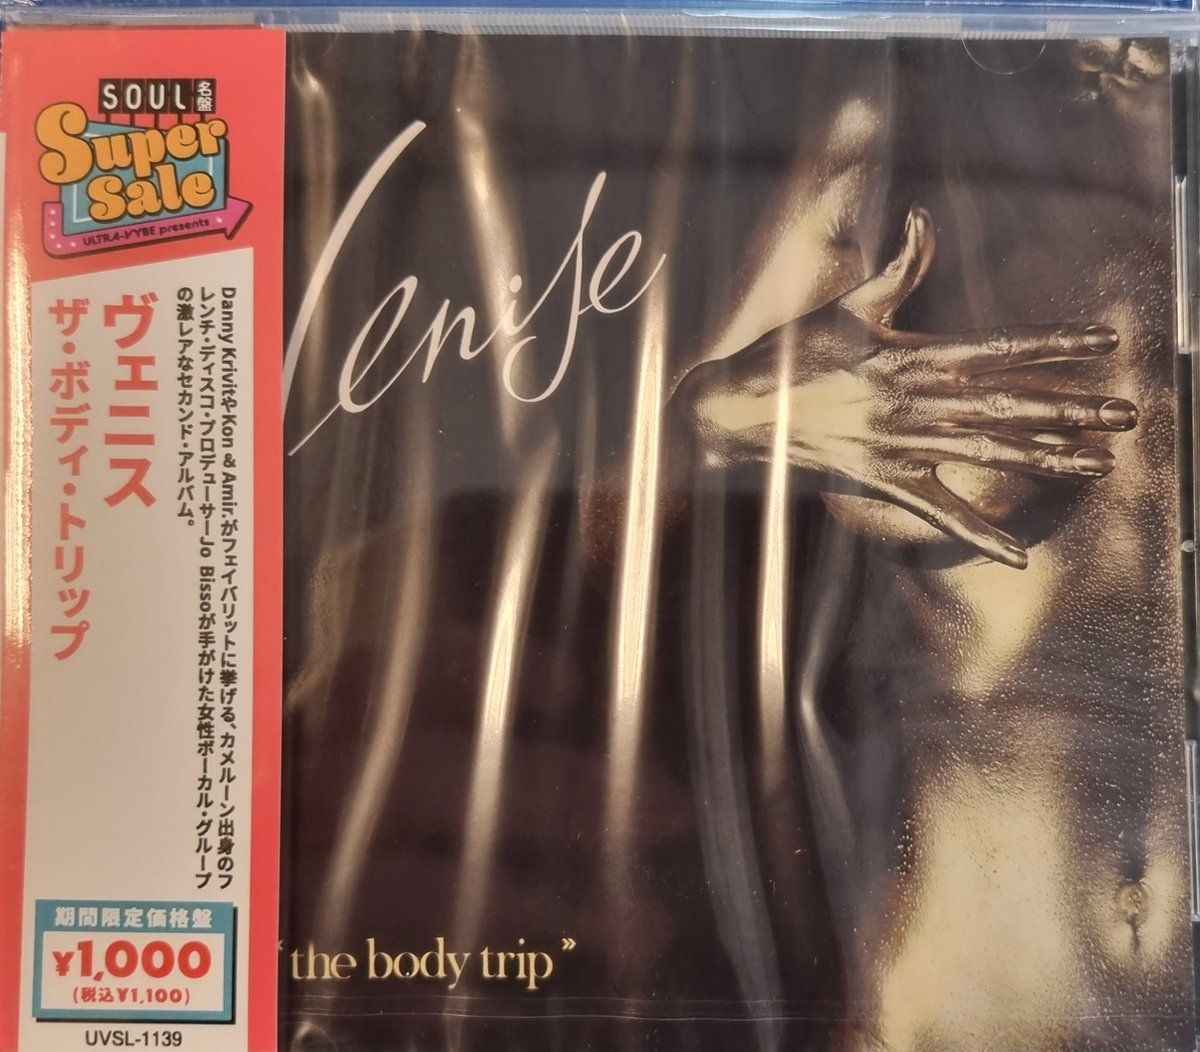 SOUL名盤
Super
Sale
ULTRA-VYBE presents
ヴェニス
ザ・ボディ・トリップ
Danny KrivitやKon & Amir.がフェイバリットに挙げる、カメルーン出身のフ
レンチ・ディスコ・プロデューサーJo Bissoが手がけた女性ボーカル・グループ
の激レアなセカンド・アルバム。
期間限定価格盤
¥1,000
(税込¥1,100)
UVSL-1139
Venise
“the body trip”